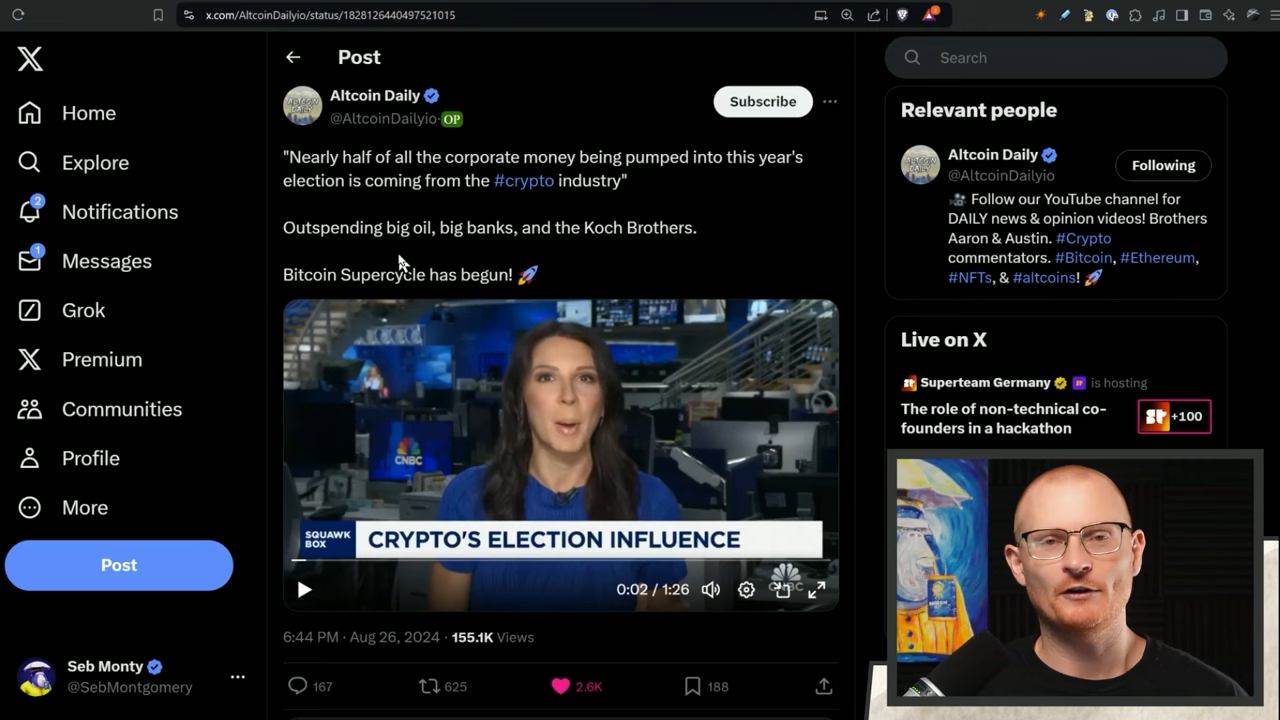 x.com/AltcoinDailyio/status/1828126440497521015
Home
Explore
2
Notifications
1
Messages
Grok
Premium
Communities
Profile
More
Post
Seb Monty
@SebMontgomery
Post
Altcoin Daily
@AltcoinDailyio· OP
Subscribe
"Nearly half of all the corporate money being pumped into this year's
election is coming from the #crypto industry"
Outspending big oil, big banks, and the Koch Brothers.
Bitcoin Supercycle has begun! 🚀
CNBC
SQUAWK
BOX
CRYPTO'S ELECTION INFLUENCE
CNBC
0:02 / 1:26
6:44 PM · Aug 26, 2024 · 155.1K Views
167
625
2.6K
188
Search
Relevant people
Altcoin Daily
@AltcoinDailyio
Following
🎥 Follow our YouTube channel for
DAILY news & opinion videos! Brothers
Aaron & Austin. #Crypto
commentators. #Bitcoin, #Ethereum,
#NFTs, & #altcoins! 🚀
Live on X
Superteam Germany is hosting
The role of non-technical co-
founders in a hackathon
+100